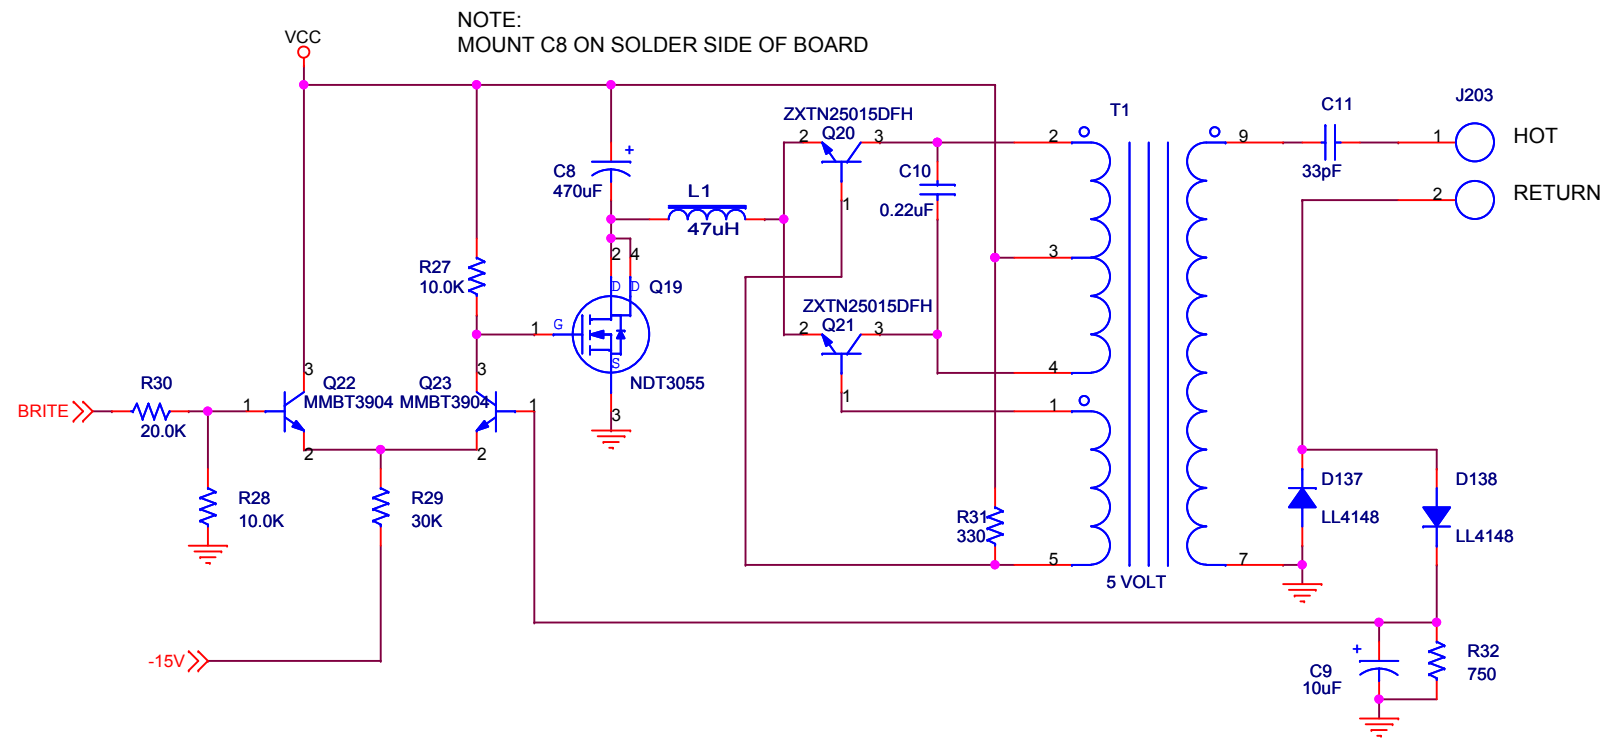 NOTE:
MOUNT C8 ON SOLDER SIDE OF BOARD
VCC
ZXTN25015DFH
Q20
2
3
1
T1
C11
33pF
J203
1
HOT
2
RETURN
C8
+
470uF
L1
47uH
C10
0.22uF
2
3
4
1
5
9
7
5 VOLT
R27
10.0K
2
4
D
D
Q19
G
1
S
NDT3055
3
ZXTN25015DFH
Q21
2
3
1
BRITE
R30
20.0K
1
3
Q22
MMBT3904
2
3
Q23
MMBT3904
1
2
R28
10.0K
R29
30K
R31
330
D137
LL4148
D138
LL4148
-15V
+
C9
10uF
R32
750